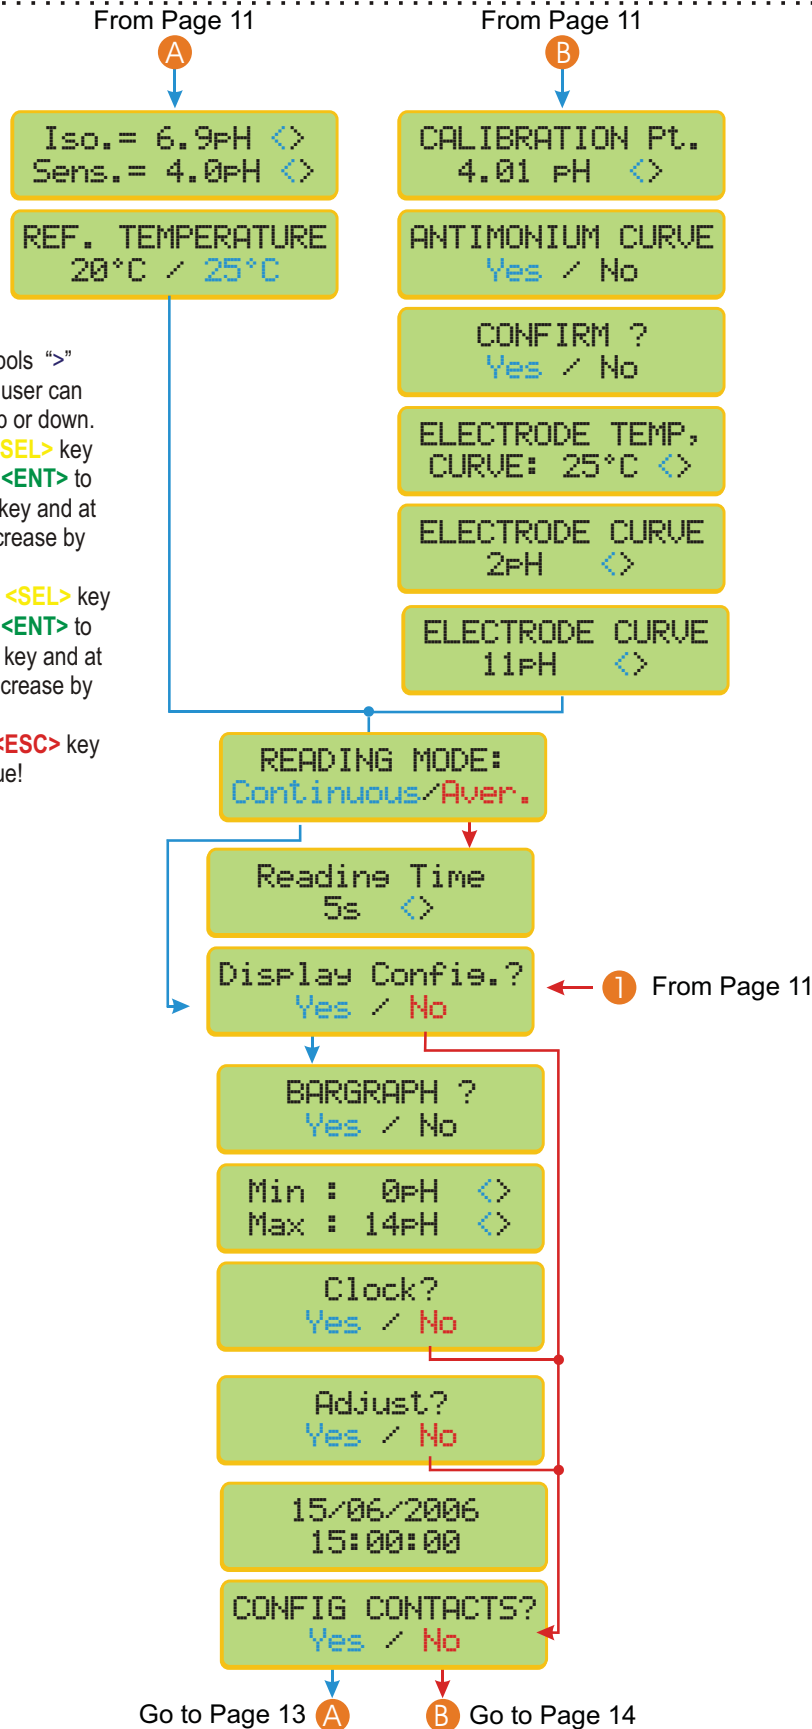 From Page 11
From Page 11
A
B
Iso.= 6.9pH <>
Sens.= 4.0pH <>
CALIBRATION Pt.
4.01 pH <>
REF. TEMPERATURE
20°C / 25°C
ANTIMONIUM CURVE
Yes / No
CONFIRM ?
Yes / No
ools “>”
user can
o or down.
SEL> key
<ENT> to
key and at
crease by
<SEL> key
<ENT> to
key and at
crease by
<ESC> key
ue!
ELECTRODE TEMP,
CURVE: 25°C <>
ELECTRODE CURVE
2pH <>
ELECTRODE CURVE
11pH <>
READING MODE:
Continuous/Aver.
Reading Time
5s <>
Display Config.?
Yes / No
1 From Page 11
BARGRAPH ?
Yes / No
Min : 0pH <>
Max : 14pH <>
Clock?
Yes / No
Adjust?
Yes / No
15/06/2006
15:00:00
CONFIG CONTACTS?
Yes / No
Go to Page 13 A
B Go to Page 14